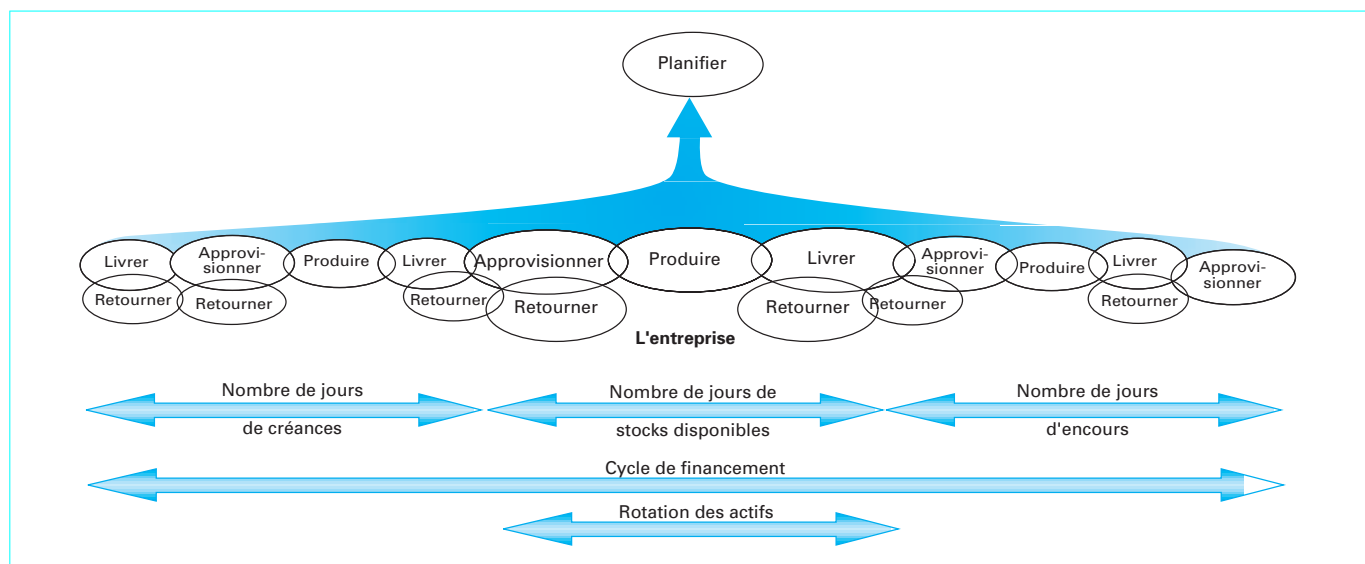 Planifier
Livrer
Approvi-
sionner
Produire
Livrer
Approvisionner
Produire
Livrer
Approvi-
sionner
Produire
Livrer
Approvi-
sionner
Retourner
Retourner
Retourner
Retourner
Retourner
Retourner
Retourner
L'entreprise
Nombre de jours
de créances
Nombre de jours de
stocks disponibles
Nombre de jours
d'encours
Cycle de financement
Rotation des actifs